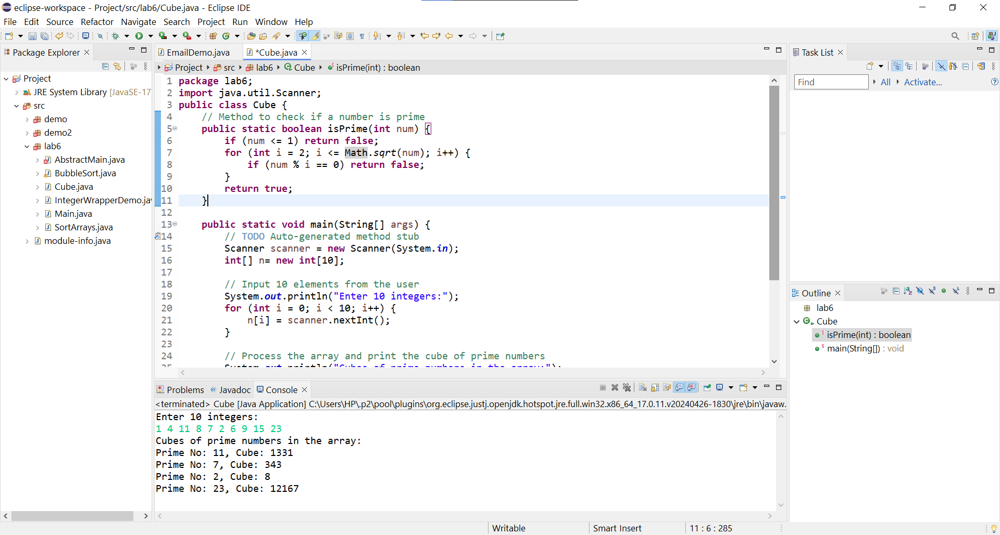 eclipse-workspace - Project/src/lab6/Cube.java - Eclipse IDE
File Edit Source Refactor Navigate Search Project Run Window Help
Package Explorer
Project
JRE System Library [JavaSE-17
src
demo
demo2
lab6
AbstractMain.java
BubbleSort.java
Cube.java
IntegerWrapperDemo.jav
Main.java
SortArrays.java
module-info.java
EmailDemo.java *Cube.java
Project src lab6 Cube isPrime(int) : boolean
1 package lab6;
2 import java.util.Scanner;
3 public class Cube {
4 // Method to check if a number is prime
5 public static boolean isPrime(int num) {
6 if (num <= 1) return false;
7 for (int i = 2; i <= Math.sqrt(num); i++) {
8 if (num % i == 0) return false;
9 }
10 return true;
11 }
12
13 public static void main(String[] args) {
14 // TODO Auto-generated method stub
15 Scanner scanner = new Scanner(System.in);
16 int[] n= new int[10];
17
18 // Input 10 elements from the user
19 System.out.println("Enter 10 integers:");
20 for (int i = 0; i < 10; i++) {
21 n[i] = scanner.nextInt();
22 }
23
24 // Process the array and print the cube of prime numbers
25 System.out.println("Cubes of prime numbers in the array:");
Problems Javadoc Console
<terminated> Cube [Java Application] C:\Users\HP\.p2\pool\plugins\org.eclipse.justj.openjdk.hotspot.jre.full.win32.x86_64_17.0.11.v20240426-1830\jre\bin\javaw.
Enter 10 integers:
1 4 11 8 7 2 6 9 15 23
Cubes of prime numbers in the array:
Prime No: 11, Cube: 1331
Prime No: 7, Cube: 343
Prime No: 2, Cube: 8
Prime No: 23, Cube: 12167
Task List
Find All Activate...
Outline
lab6
Cube
isPrime(int) : boolean
main(String[]) : void
Writable Smart Insert 11 : 6 : 285